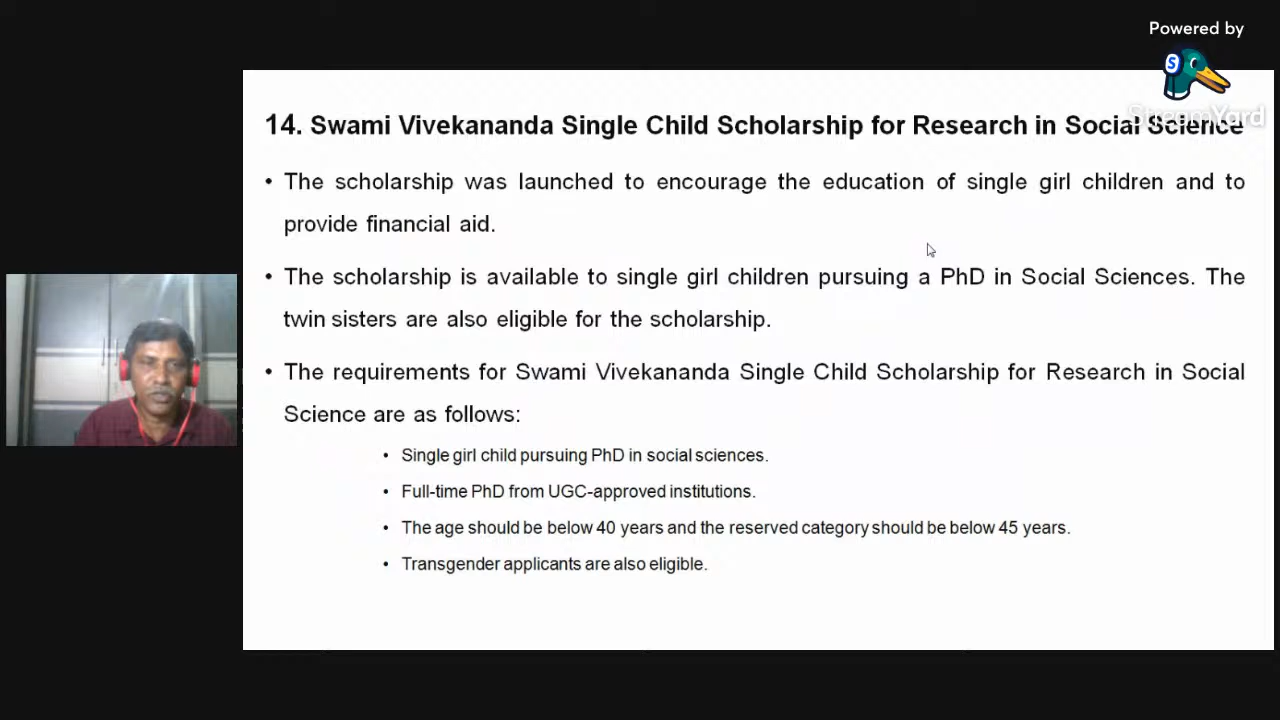 Powered by
S
StreamYard
14. Swami Vivekananda Single Child Scholarship for Research in Social Science
• The scholarship was launched to encourage the education of single girl children and to
provide financial aid.
• The scholarship is available to single girl children pursuing a PhD in Social Sciences. The
twin sisters are also eligible for the scholarship.
• The requirements for Swami Vivekananda Single Child Scholarship for Research in Social
Science are as follows:
• Single girl child pursuing PhD in social sciences.
• Full-time PhD from UGC-approved institutions.
• The age should be below 40 years and the reserved category should be below 45 years.
• Transgender applicants are also eligible.